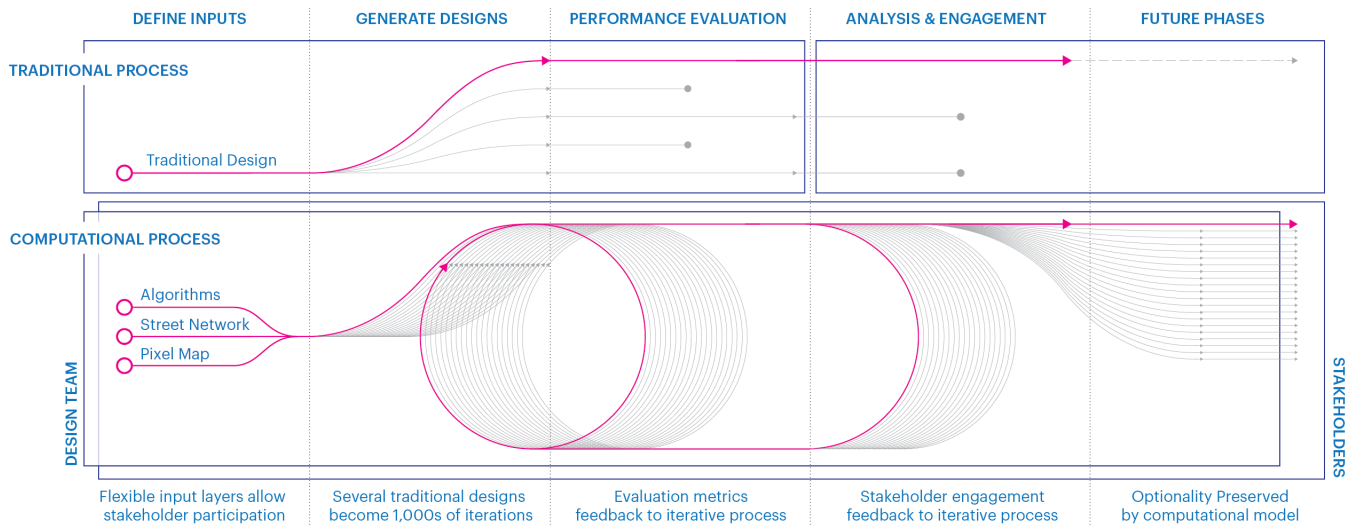 DEFINE INPUTS
GENERATE DESIGNS
PERFORMANCE EVALUATION
ANALYSIS & ENGAGEMENT
FUTURE PHASES
TRADITIONAL PROCESS
Traditional Design
COMPUTATIONAL PROCESS
Algorithms
Street Network
Pixel Map
DESIGN TEAM
STAKEHOLDERS
Flexible input layers allow
stakeholder participation
Several traditional designs
become 1,000s of iterations
Evaluation metrics
feedback to iterative process
Stakeholder engagement
feedback to iterative process
Optionality Preserved
by computational model